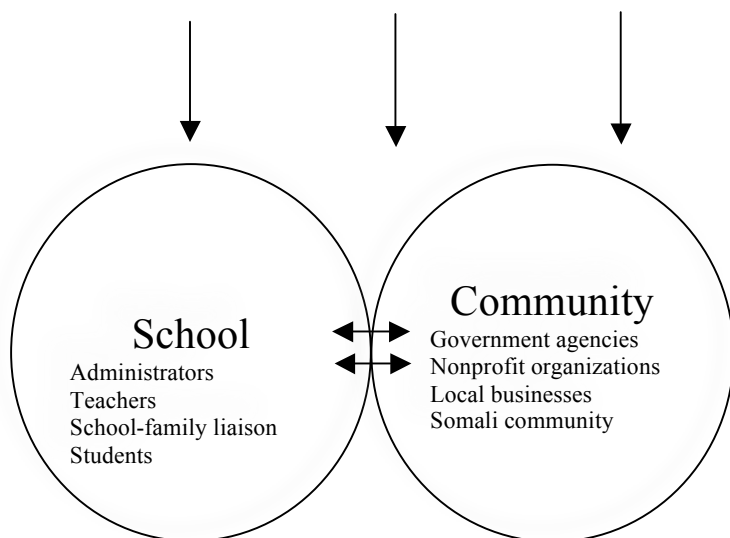 School
Administrators
Teachers
School-family liaison
Students
Community
Government agencies
Nonprofit organizations
Local businesses
Somali community